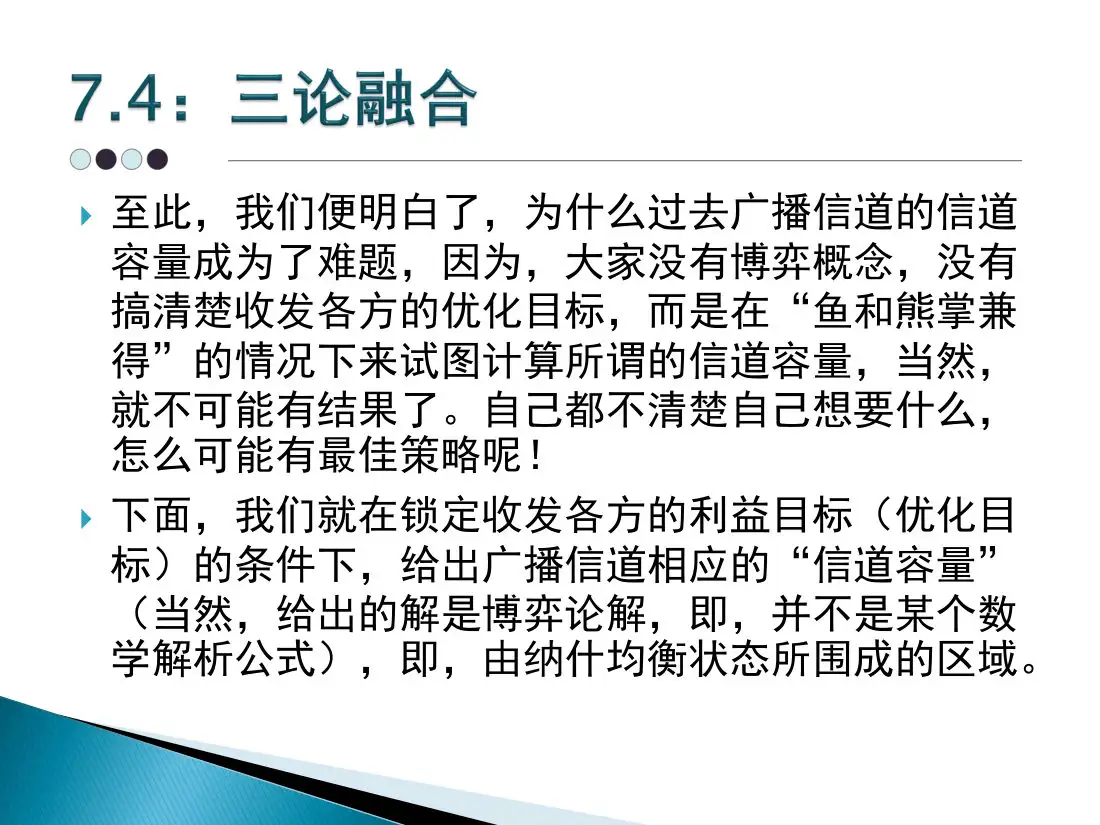 7.4：三论融合
至此，我们便明白了，为什么过去广播信道的信道
容量成为了难题，因为，大家没有博弈概念，没有
搞清楚收发各方的优化目标，而是在“鱼和熊掌兼
得”的情况下来试图计算所谓的信道容量，当然，
就不可能有结果了。自己都不清楚自己想要什么，
怎么可能有最佳策略呢！
下面，我们就在锁定收发各方的利益目标（优化目
标）的条件下，给出广播信道相应的“信道容量”
（当然，给出的解是博弈论解，即，并不是某个数
学解析公式），即，由纳什均衡状态所围成的区域。